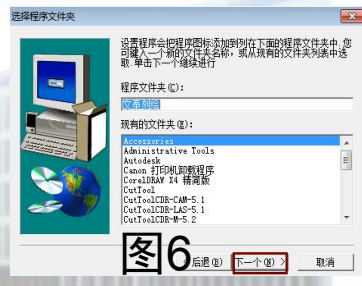 选择程序文件夹
设置程序会把程序图标添加到列在下面的程序文件夹中.您
可键入一个新的文件夹名称，或从现有的文件夹列表中选
取.单击下一个继续进行
程序文件夹(C):
文泰刻绘
现有的文件夹(E):
Accessories
Administrative Tools
Autodesk
Canon 打印机卸载程序
CorelDRAW X4 精简版
CutTool
CutToolCDR-CAM-5.1
CutToolCDR-LAS-5.1
CutToolCDR-M-5.2
图6
后退(B)
下一个(N) >
取消